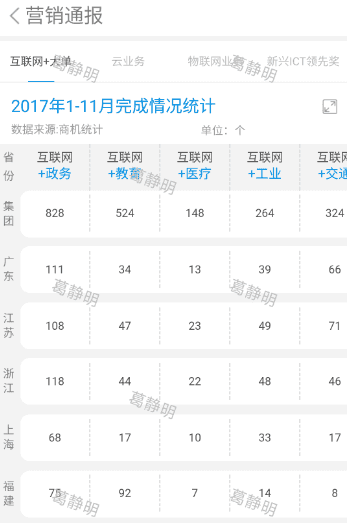 营销通报
互联网+大单 云业务 物联网业务 新兴ICT领先奖
2017年1-11月完成情况统计
数据来源:商机统计 单位: 个
省份 互联网+政务 互联网+教育 互联网+医疗 互联网+工业 互联网+交通
集团 828 524 148 264 324
广东 111 34 13 39 66
江苏 108 47 23 49 71
浙江 118 44 22 48 46
上海 68 17 10 33 17
福建 75 92 7 14 8
葛静明
葛静明
葛静明
葛静明
葛静明
葛静明
葛静明
葛静明